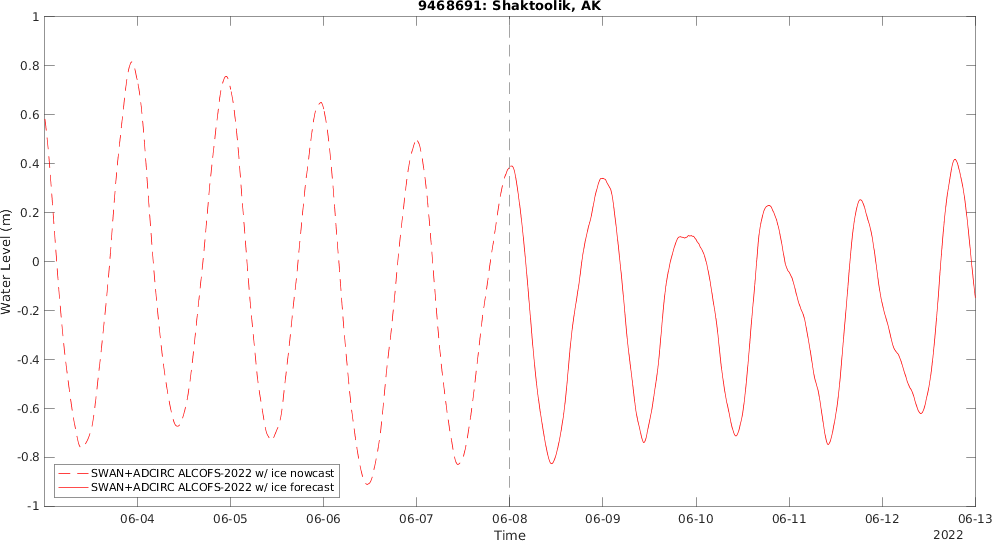 9468691: Shaktoolik, AK
Water Level (m)
1
0.8
0.6
0.4
0.2
0
-0.2
-0.4
-0.6
-0.8
-1
SWAN+ADCIRC ALCOFS-2022 w/ ice nowcast
SWAN+ADCIRC ALCOFS-2022 w/ ice forecast
06-04 06-05 06-06 06-07 06-08 06-09 06-10 06-11 06-12 06-13
Time
2022